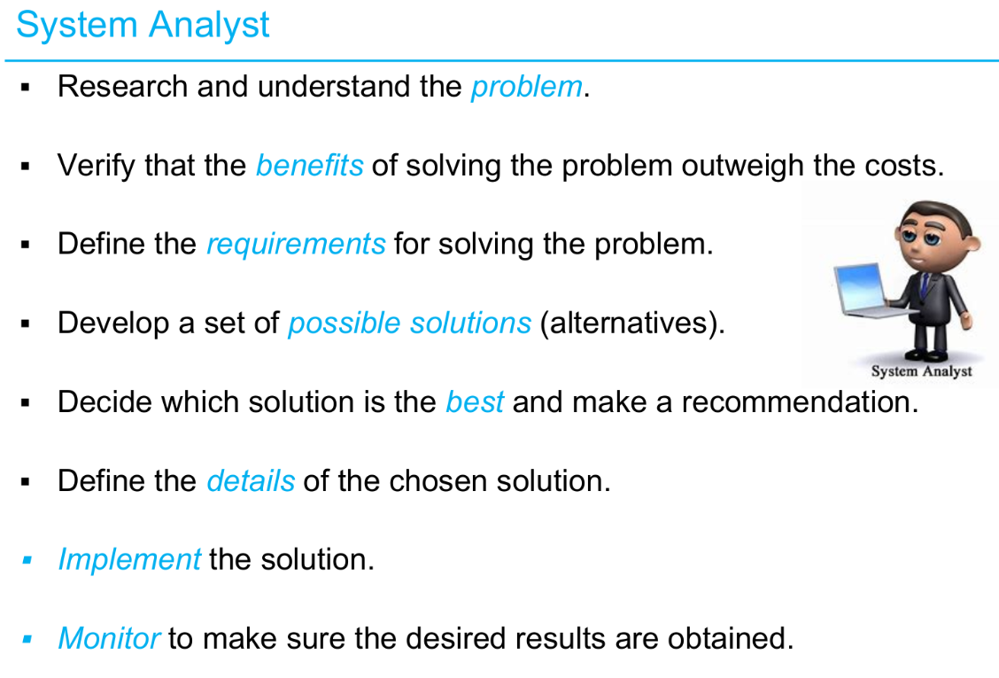 System Analyst
▪ Research and understand the problem.
▪ Verify that the benefits of solving the problem outweigh the costs.
▪ Define the requirements for solving the problem.
▪ Develop a set of possible solutions (alternatives).
System Analyst
▪ Decide which solution is the best and make a recommendation.
▪ Define the details of the chosen solution.
▪ Implement the solution.
▪ Monitor to make sure the desired results are obtained.